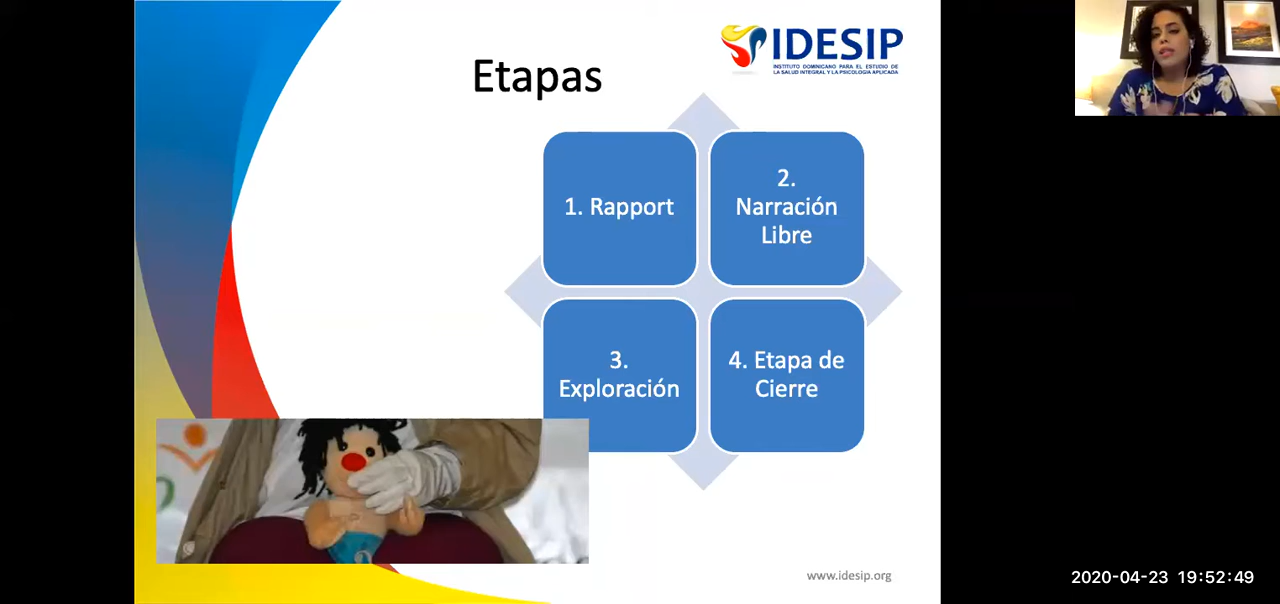 Etapas
IDESIP
INSTITUTO DOMINICANO PARA EL ESTUDIO DE
LA SALUD INTEGRAL Y LA PSICOLOGÍA APLICADA
1. Rapport
2.
Narración
Libre
3.
Exploración
4. Etapa de
Cierre
www.idesip.org
2020-04-23 19:52:49